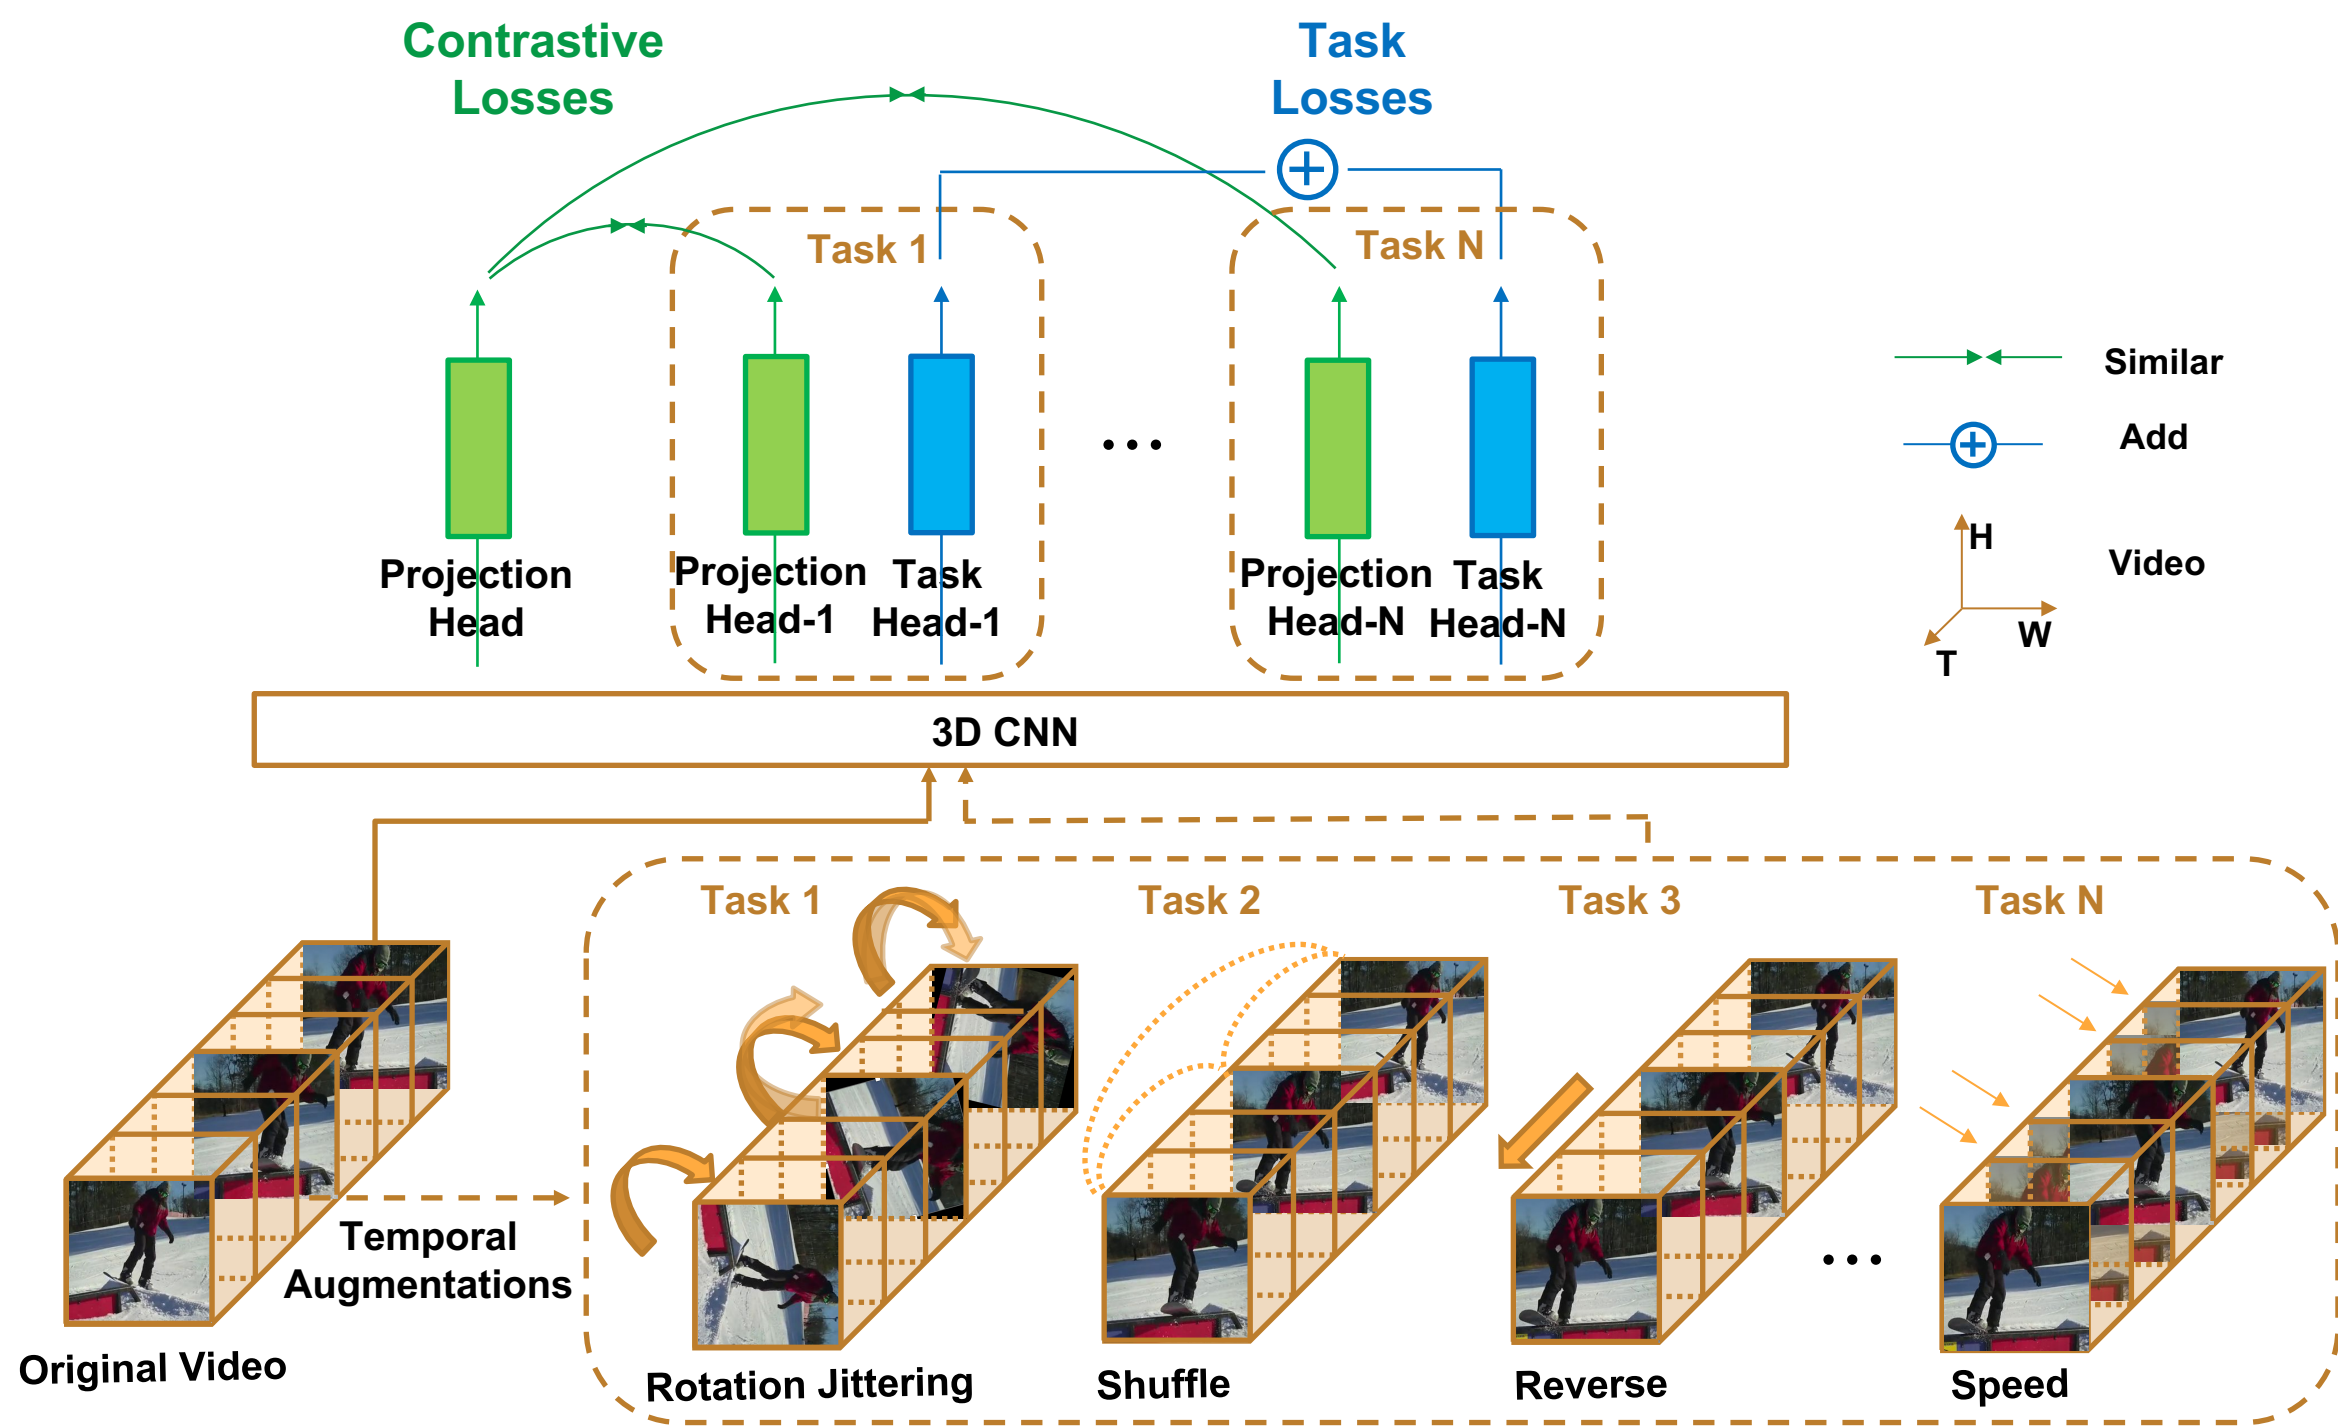 Contrastive
Losses
Task
Losses
Task 1
Task N
Projection
Head
Projection
Head-1
Task
Head-1
...
Projection
Head-N
Task
Head-N
Similar
Add
H
W
T
Video
3D CNN
Task 1
Task 2
Task 3
Task N
Temporal
Augmentations
...
Original Video
Rotation Jittering
Shuffle
Reverse
Speed